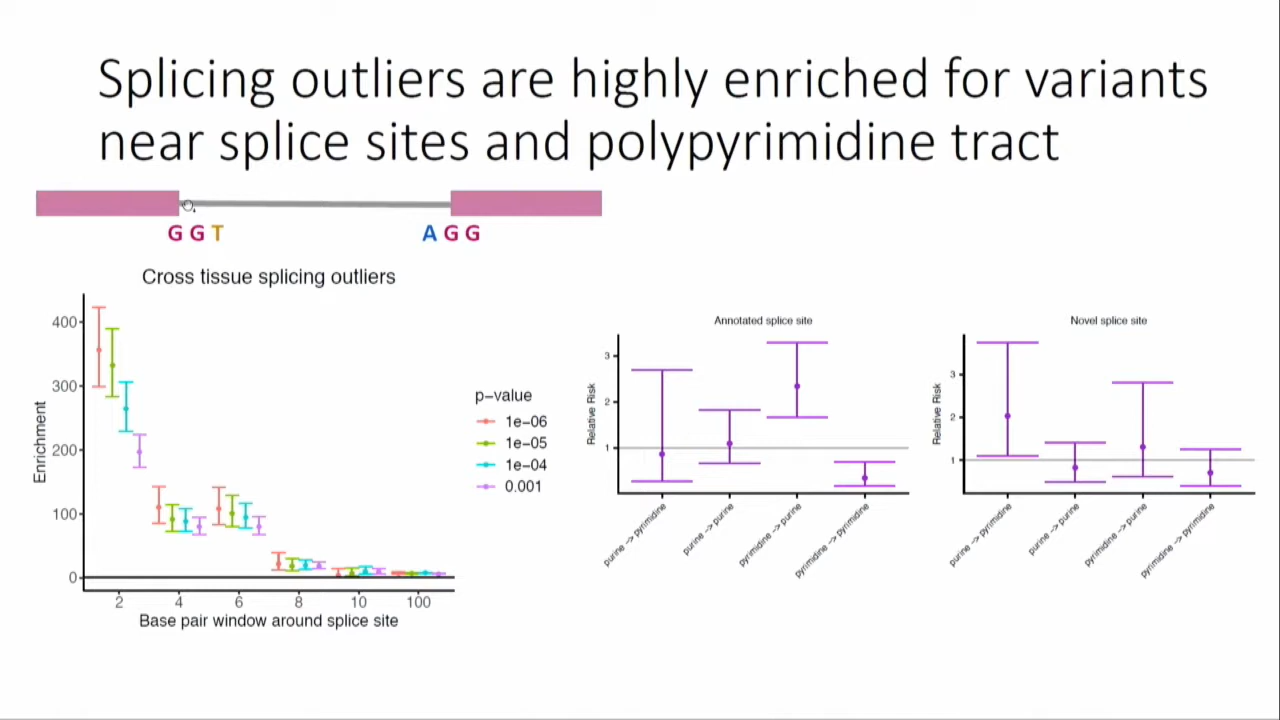 Splicing outliers are highly enriched for variants
near splice sites and polypyrimidine tract
G G T
A G G
Cross tissue splicing outliers
Enrichment
400
300
200
100
0
2 4 6 8 10 100
Base pair window around splice site
p−value
1e−06
1e−05
1e−04
0.001
Annotated splice site
Relative Risk
3
2
1
purine −> pyrimidine
purine −> purine
pyrimidine −> purine
pyrimidine −> pyrimidine
Novel splice site
Relative Risk
3
2
1
purine −> pyrimidine
purine −> purine
pyrimidine −> purine
pyrimidine −> pyrimidine